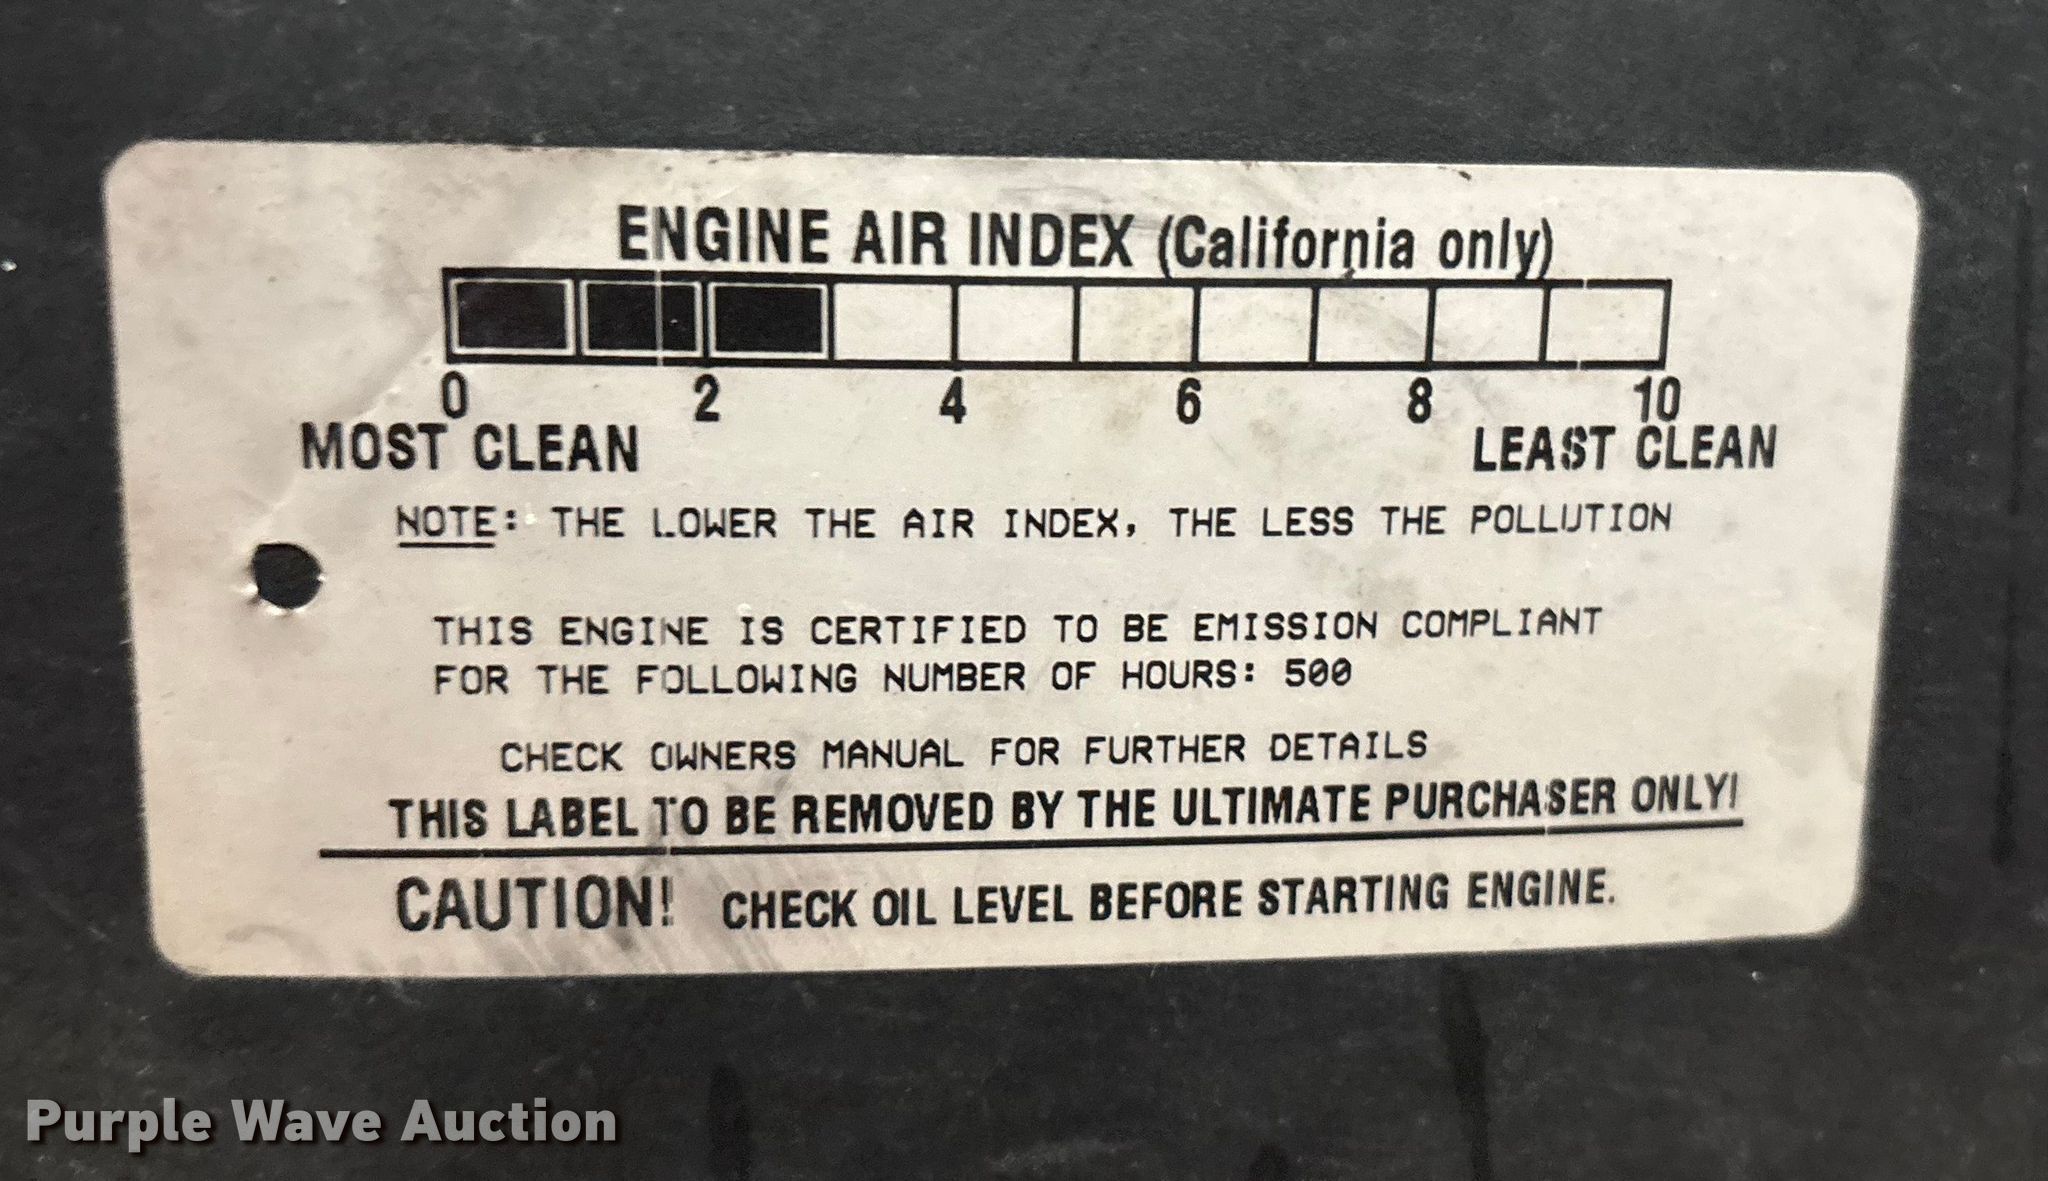 ENGINE AIR INDEX (California only)
0 2 4 6 8 10
MOST CLEAN LEAST CLEAN
NOTE: THE LOWER THE AIR INDEX, THE LESS THE POLLUTION
THIS ENGINE IS CERTIFIED TO BE EMISSION COMPLIANT
FOR THE FOLLOWING NUMBER OF HOURS: 500
CHECK OWNERS MANUAL FOR FURTHER DETAILS
THIS LABEL TO BE REMOVED BY THE ULTIMATE PURCHASER ONLY!
CAUTION! CHECK OIL LEVEL BEFORE STARTING ENGINE.
Purple Wave Auction